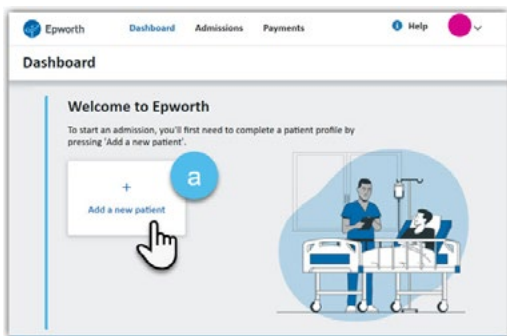 Epworth Dashboard Admissions Payments Help
Dashboard
Welcome to Epworth
To start an admission, you'll first need to complete a patient profile by
pressing 'Add a new patient'.
a
+
Add a new patient